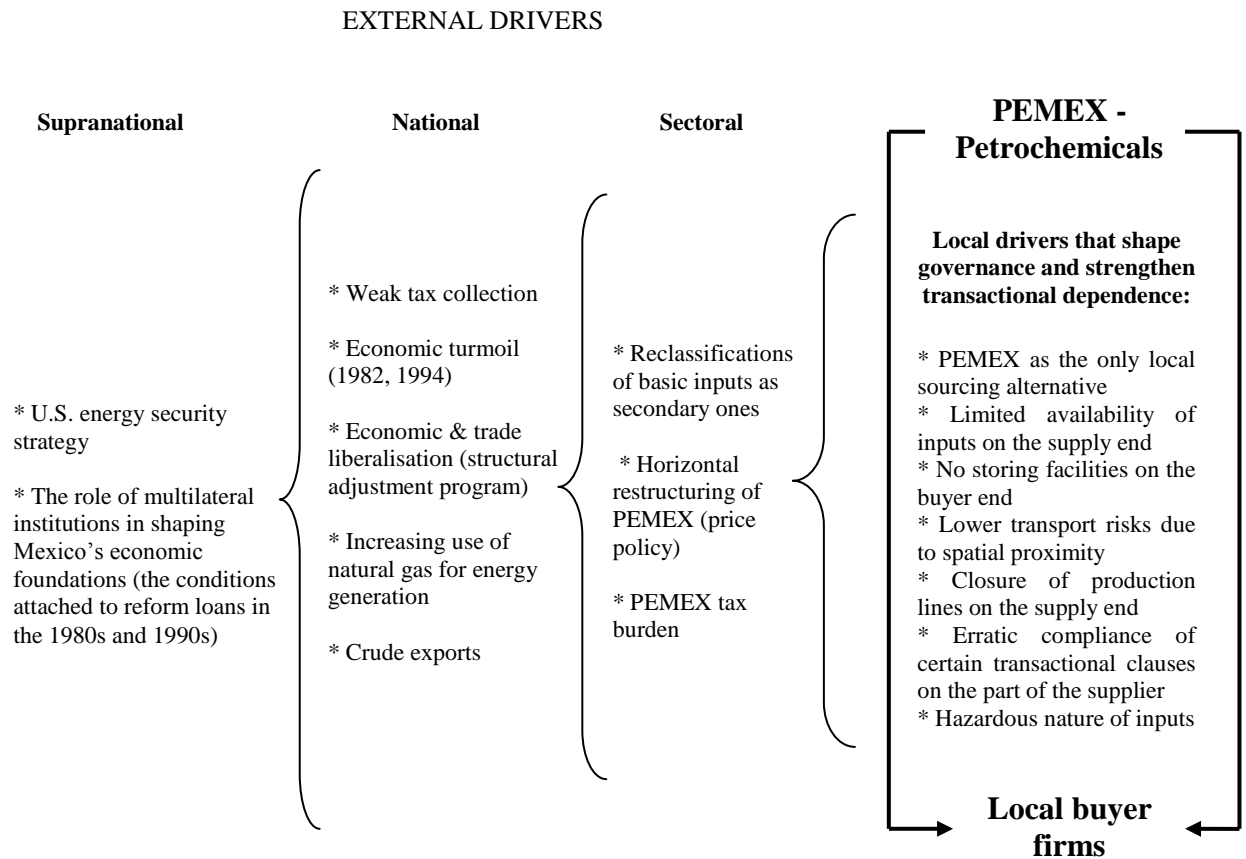 EXTERNAL DRIVERS
Supranational
* U.S. energy security
strategy
* The role of multilateral
institutions in shaping
Mexico’s economic
foundations (the conditions
attached to reform loans in
the 1980s and 1990s)
National
* Weak tax collection
* Economic turmoil
(1982, 1994)
* Economic & trade
liberalisation (structural
adjustment program)
* Increasing use of
natural gas for energy
generation
* Crude exports
Sectoral
* Reclassifications
of basic inputs as
secondary ones
* Horizontal
restructuring of
PEMEX (price
policy)
* PEMEX tax
burden
PEMEX -
Petrochemicals
Local drivers that shape
governance and strengthen
transactional dependence:
* PEMEX as the only local
sourcing alternative
* Limited availability of
inputs on the supply end
* No storing facilities on the
buyer end
* Lower transport risks due
to spatial proximity
* Closure of production
lines on the supply end
* Erratic compliance of
certain transactional clauses
on the part of the supplier
* Hazardous nature of inputs
Local buyer
firms